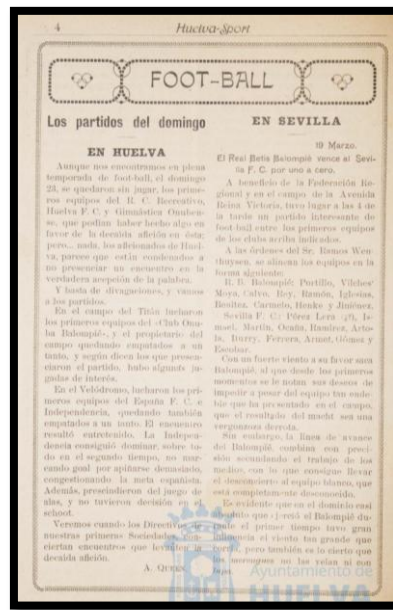 4
Huelva-Sport
FOOT-BALL
Los partidos del domingo
EN HUELVA
Aunque nos encontramos en plena
temporada de foot-ball, el domingo
23, se quedaron sin jugar, los prime-
ros equipos del R. C. Recreativo,
Huelva F. C. y Gimnástica Onuben-
se, que podían haber hecho algo en
favor de la decaida afición en ésta;
pero... nada, los aficionados de Huel-
va, parece que están condenados a
no presenciar un encuentro en la
verdadera acepción de la palabra.
Y basta de divagaciones, y vamos
a los partidos.
En el campo del Titán lucharon
los primeros equipos del «Club Onu-
ba Balompié», y el propietario del
campo quedando empatados a un
tanto, y según dicen los que presen-
ciaron el partido, hubo algunas ju-
gadas de interés.
En el Velódromo, lucharon los pri-
meros equipos del España F. C. e
Independencia, quedando también
empatados a un tanto. El encuentro
resultó entretenido. La Indepen-
dencia consiguió dominar, sobre to-
do en el segundo tiempo, no mar-
cando goal por apiñarse demasiado,
congestionando la meta españista.
Además, prescindieron del juego de
alas, y no tuvieron decisión en el
schoot.
Veremos cuando los Directivos de
nuestras primeras Sociedades, con-
ciertan encuentros que levanten la
decaida afición.
A.
EN SEVILLA
19 Marzo.
El Real Betis Balompié vence al Sevi-
lla F. C. por uno a cero.
A beneficio de la Federación Re-
gional y en el campo de la Avenida
Reina Victoria, tuvo lugar a las 4 de
la tarde un partido interesante de
foot-ball entre los primeros equipos
de los clubs arriba indicados.
A las órdenes del Sr. Ramos
se alinean los equipos en la
forma siguiente:
R. B. Balompié: Portillo, Vilches
Moya, Calvo, Rey, Ramón, Iglesias,
Benítez, Carmelo, Henke y Jiménez.
Sevilla F. C.: Pérez Lera
Ismael, Martín, Ocaña, Ramírez,
Ferrera, Arnet, Gómez y
Escobar.
Con un fuerte viento a su favor saca
Balompié, al que desde los primeros
momentos se le notan sus deseos de
impedir a pesar del equipo tan ende-
ble que ha presentado en el campo,
que el resultado del macht sea una
vergonzosa derrota.
Sin embargo, la línea de avance
del Balompié, combina con preci-
sión secundando el trabajo de los
medios, con lo que consigue llevar
el desconcierto al equipo blanco, que
está completamente desconocido.
Es evidente que en el dominio casi
que ejerció el Balompié du-
rante el primer tiempo tuvo gran
influencia el viento tan grande que
corría, pero también es lo cierto que
los no las veían ni con
Ayuntamiento de
HUELVA